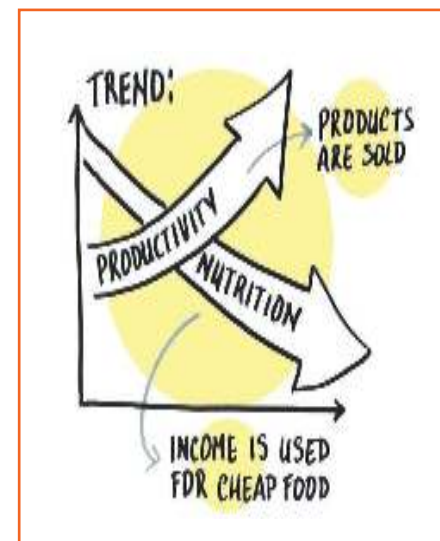 TREND:
PRODUCTS
ARE SOLD
PRODUCTIVITY
NUTRITION
INCOME IS USED
FOR CHEAP FOOD